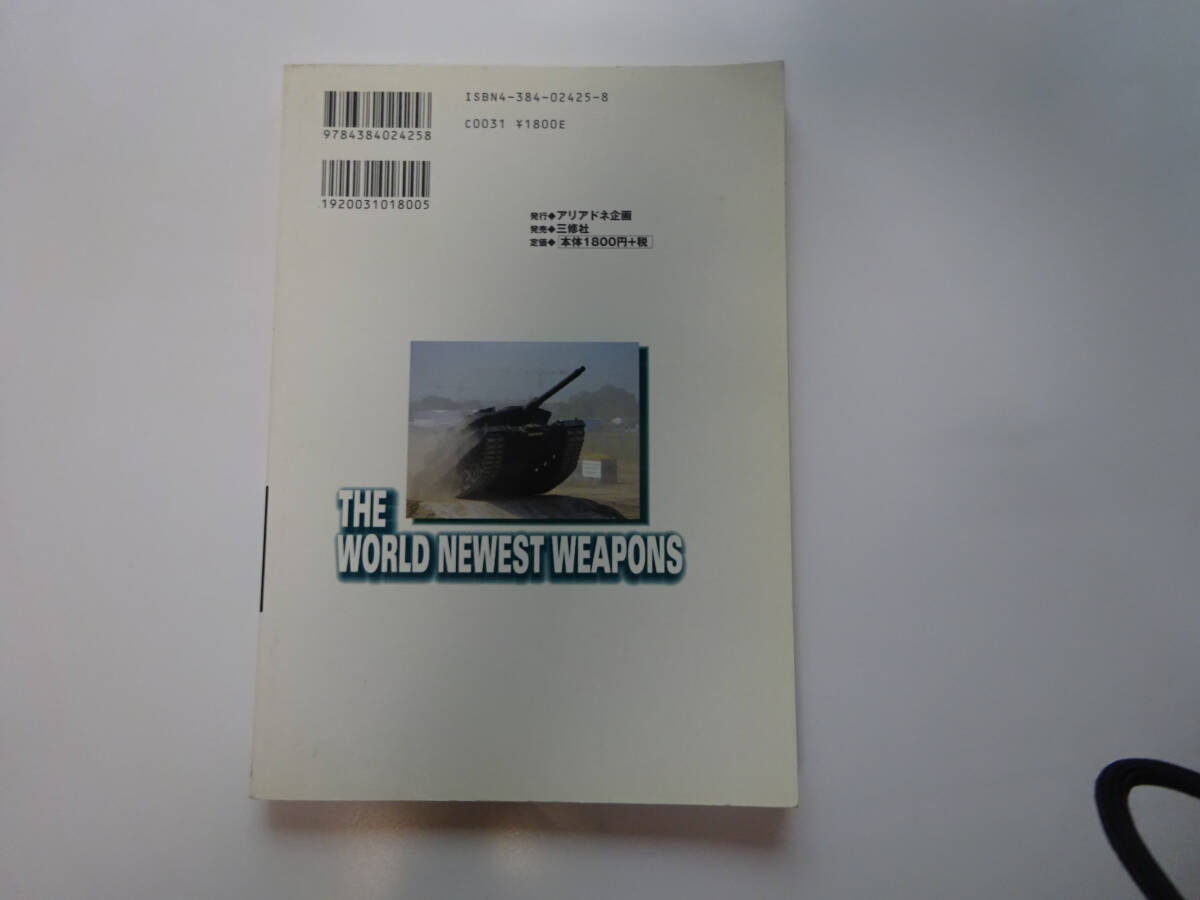 ISBN4-384-02425-8
9784384024258
C0031 ¥1800E
1920031018005
発行◆アリアドネ企画
発売◆三修社
定価◆本体1800円+税
THE
WORLD NEWEST WEAPONS